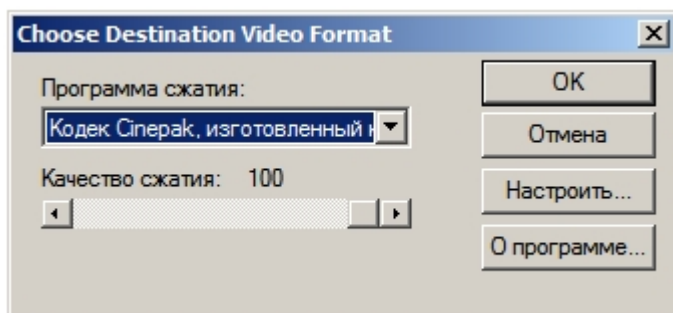 Choose Destination Video Format
Программа сжатия:
Кодек Cinepak, изготовленный
Качество сжатия: 100
OK
Отмена
Настроить...
О программе...